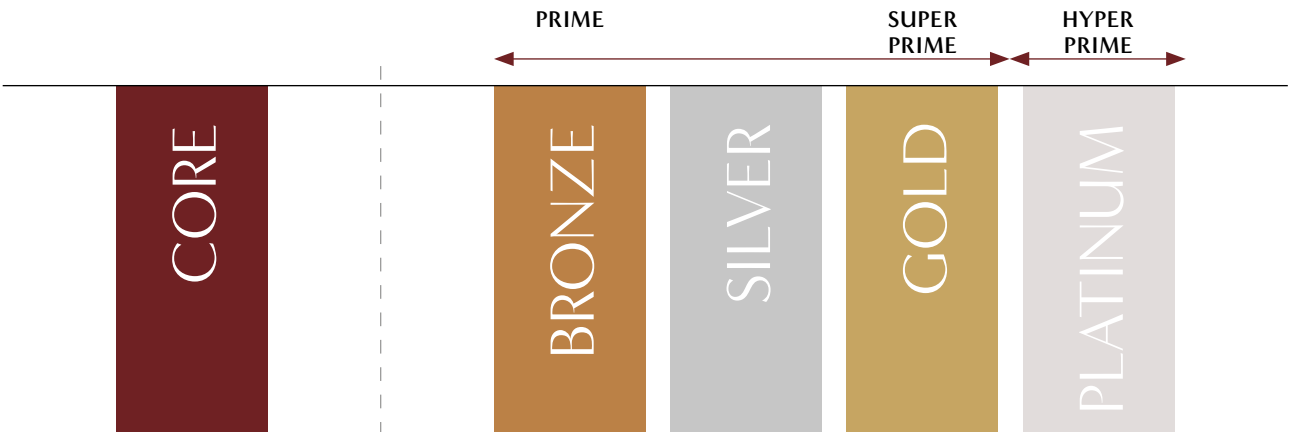 PRIME
SUPER
PRIME
HYPER
PRIME
CORE
BRONZE
SILVER
GOLD
PLATINUM